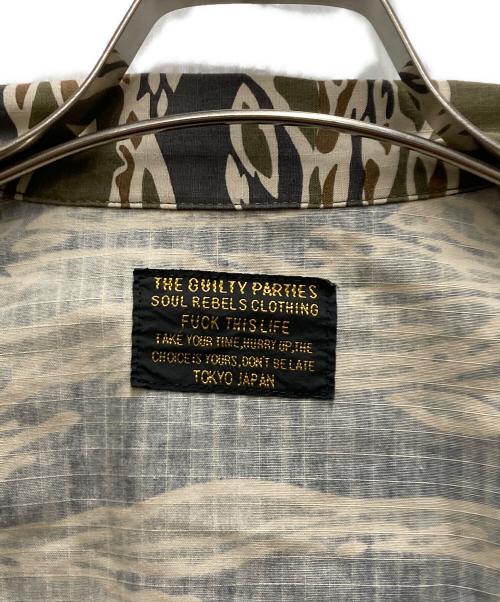 THE GUILTY PARTIES
SOUL REBELS CLOTHING
FUCK THIS LIFE
TAKE YOUR TIME,HURRY UP,THE
CHOICE IS YOURS,DON'T BE LATE
TOKYO JAPAN